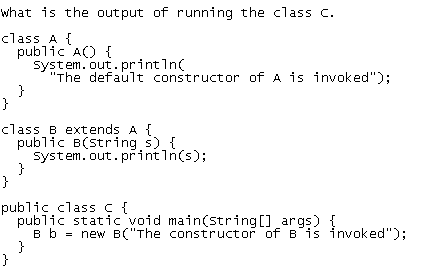 What is the output of running the class C.
class A {
public A() {
System.out.println(
"The default constructor of A is invoked");
}
}
class B extends A {
public B(String s) {
System.out.println(s);
}
}
public class C {
public static void main(String[] args) {
B b = new B("The constructor of B is invoked");
}
}